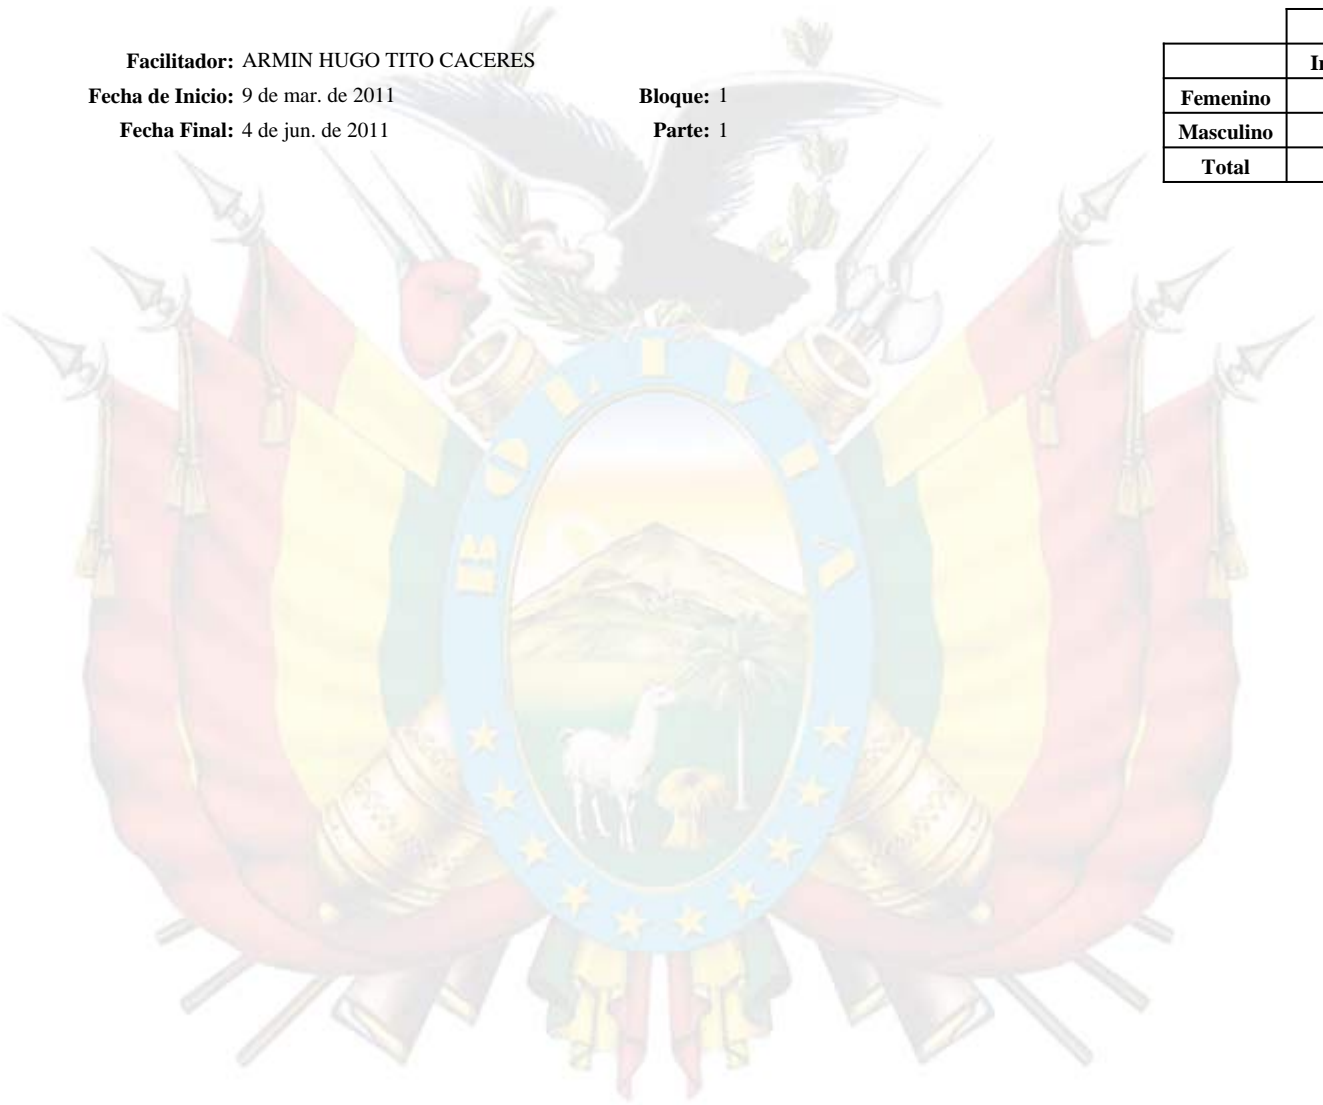 Facilitador: ARMIN HUGO TITO CACERES
Fecha de Inicio: 9 de mar. de 2011 Bloque: 1
Fecha Final: 4 de jun. de 2011 Parte: 1
Femenino
Masculino
Total
BOLIVIA